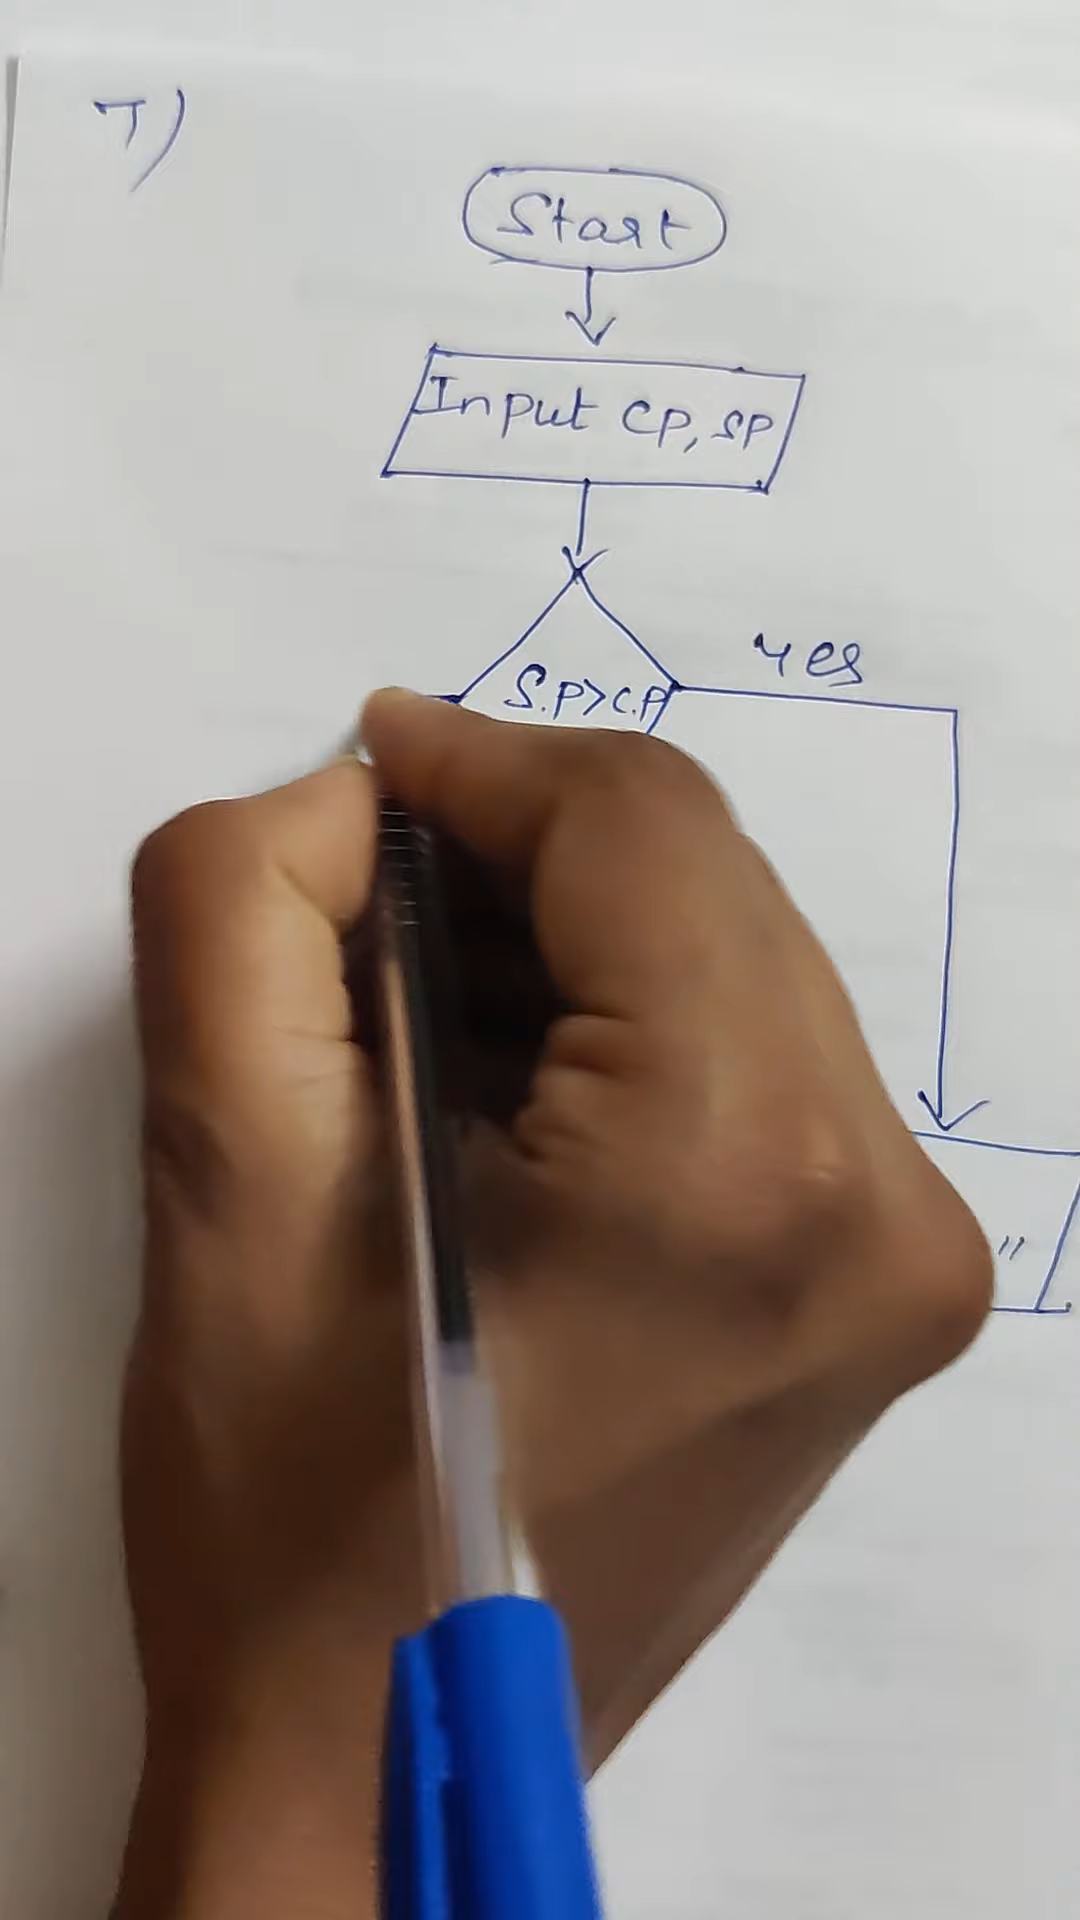 7)
Start
Input CP, SP
S.P>C.P
Yes
"